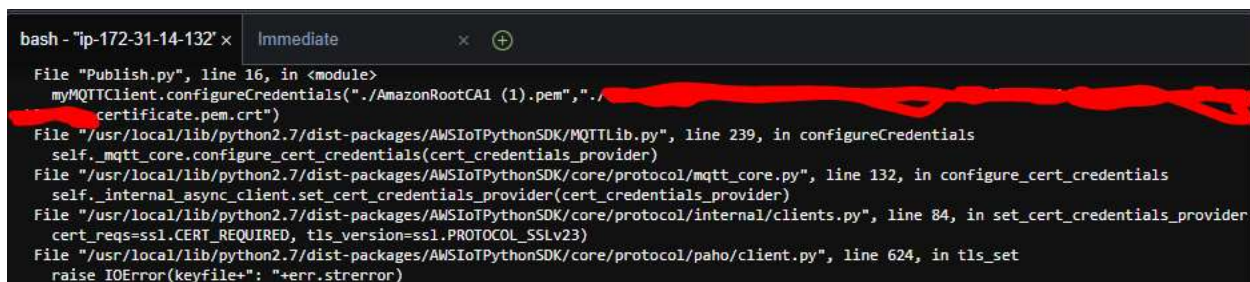 bash - "ip-172-31-14-132" × Immediate ×
File "Publish.py", line 16, in <module>
myMQTTClient.configureCredentials("./AmazonRootCA1 (1).pem","./
certificate.pem.crt")
File "/usr/local/lib/python2.7/dist-packages/AWSIoTPythonSDK/MQTTLib.py", line 239, in configureCredentials
self._mqtt_core.configure_cert_credentials(cert_credentials_provider)
File "/usr/local/lib/python2.7/dist-packages/AWSIoTPythonSDK/core/protocol/mqtt_core.py", line 132, in configure_cert_credentials
self._internal_async_client.set_cert_credentials_provider(cert_credentials_provider)
File "/usr/local/lib/python2.7/dist-packages/AWSIoTPythonSDK/core/protocol/internal/clients.py", line 84, in set_cert_credentials_provider
cert_reqs=ssl.CERT_REQUIRED, tls_version=ssl.PROTOCOL_SSLv23)
File "/usr/local/lib/python2.7/dist-packages/AWSIoTPythonSDK/core/protocol/paho/client.py", line 624, in tls_set
raise IOError(keyfile+": "+err.strerror)